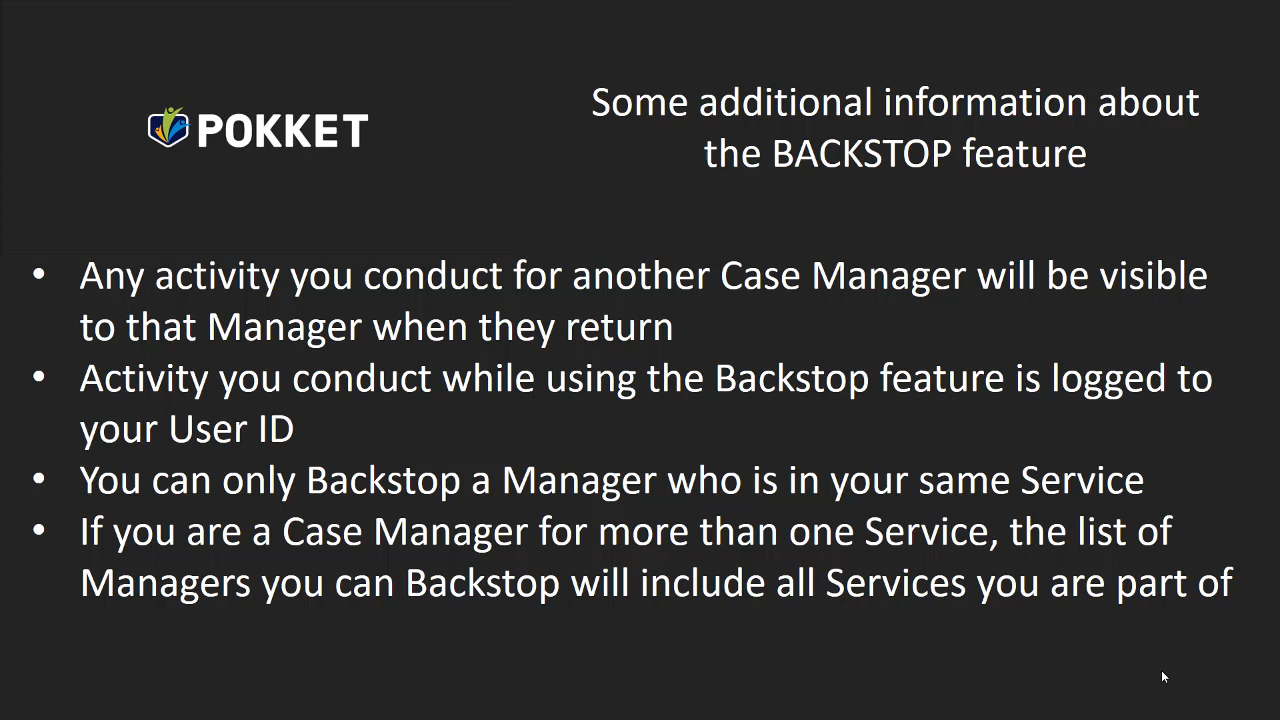 POKKET
Some additional information about
the BACKSTOP feature
• Any activity you conduct for another Case Manager will be visible
to that Manager when they return
• Activity you conduct while using the Backstop feature is logged to
your User ID
• You can only Backstop a Manager who is in your same Service
• If you are a Case Manager for more than one Service, the list of
Managers you can Backstop will include all Services you are part of